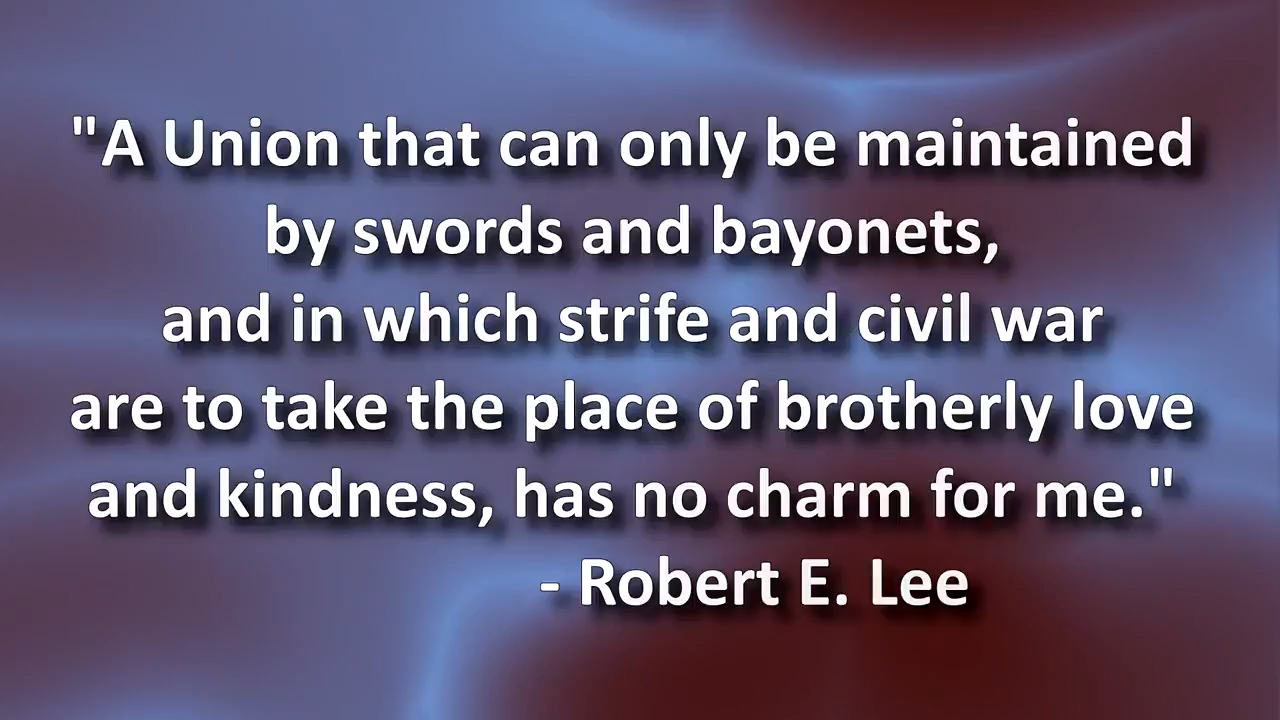 "A Union that can only be maintained
by swords and bayonets,
and in which strife and civil war
are to take the place of brotherly love
and kindness, has no charm for me."
- Robert E. Lee